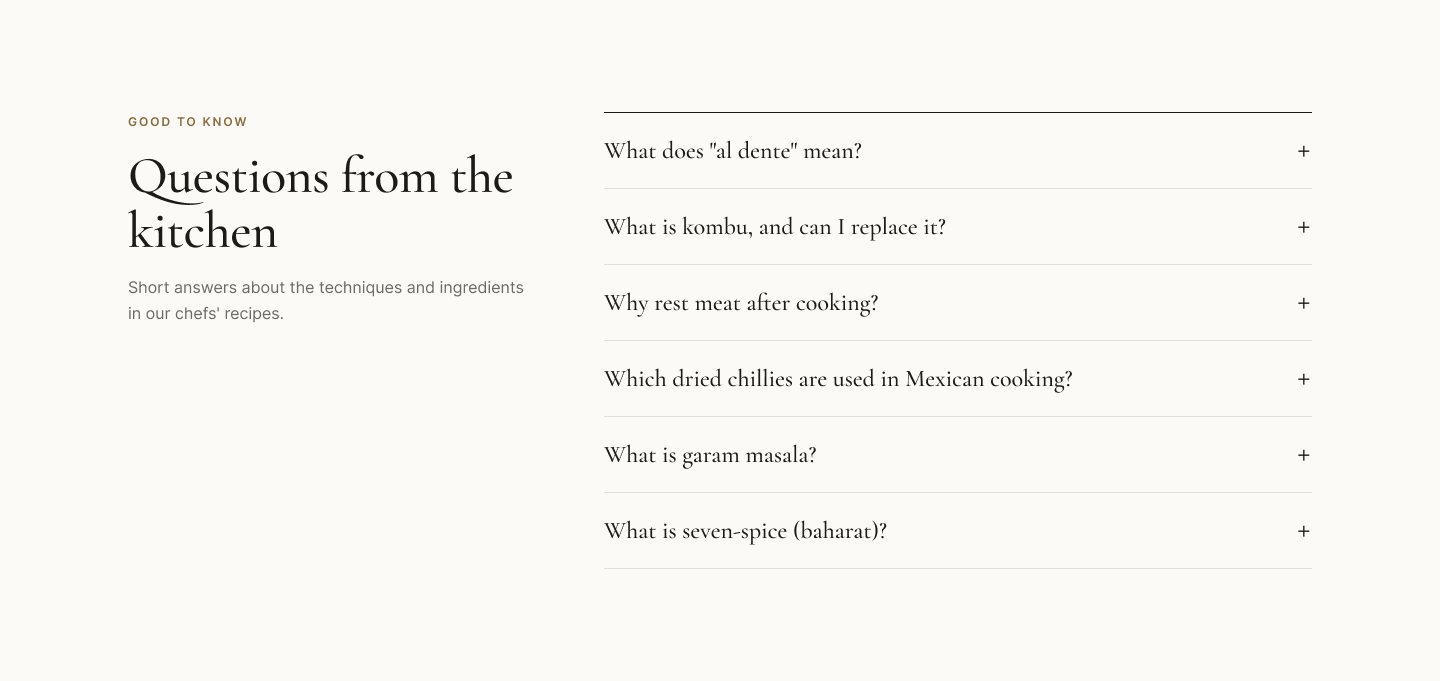 GOOD TO KNOW
Questions from the
kitchen
Short answers about the techniques and ingredients
in our chefs' recipes.
What does "al dente" mean?
What is kombu, and can I replace it?
Why rest meat after cooking?
Which dried chillies are used in Mexican cooking?
What is garam masala?
What is seven-spice (baharat)?